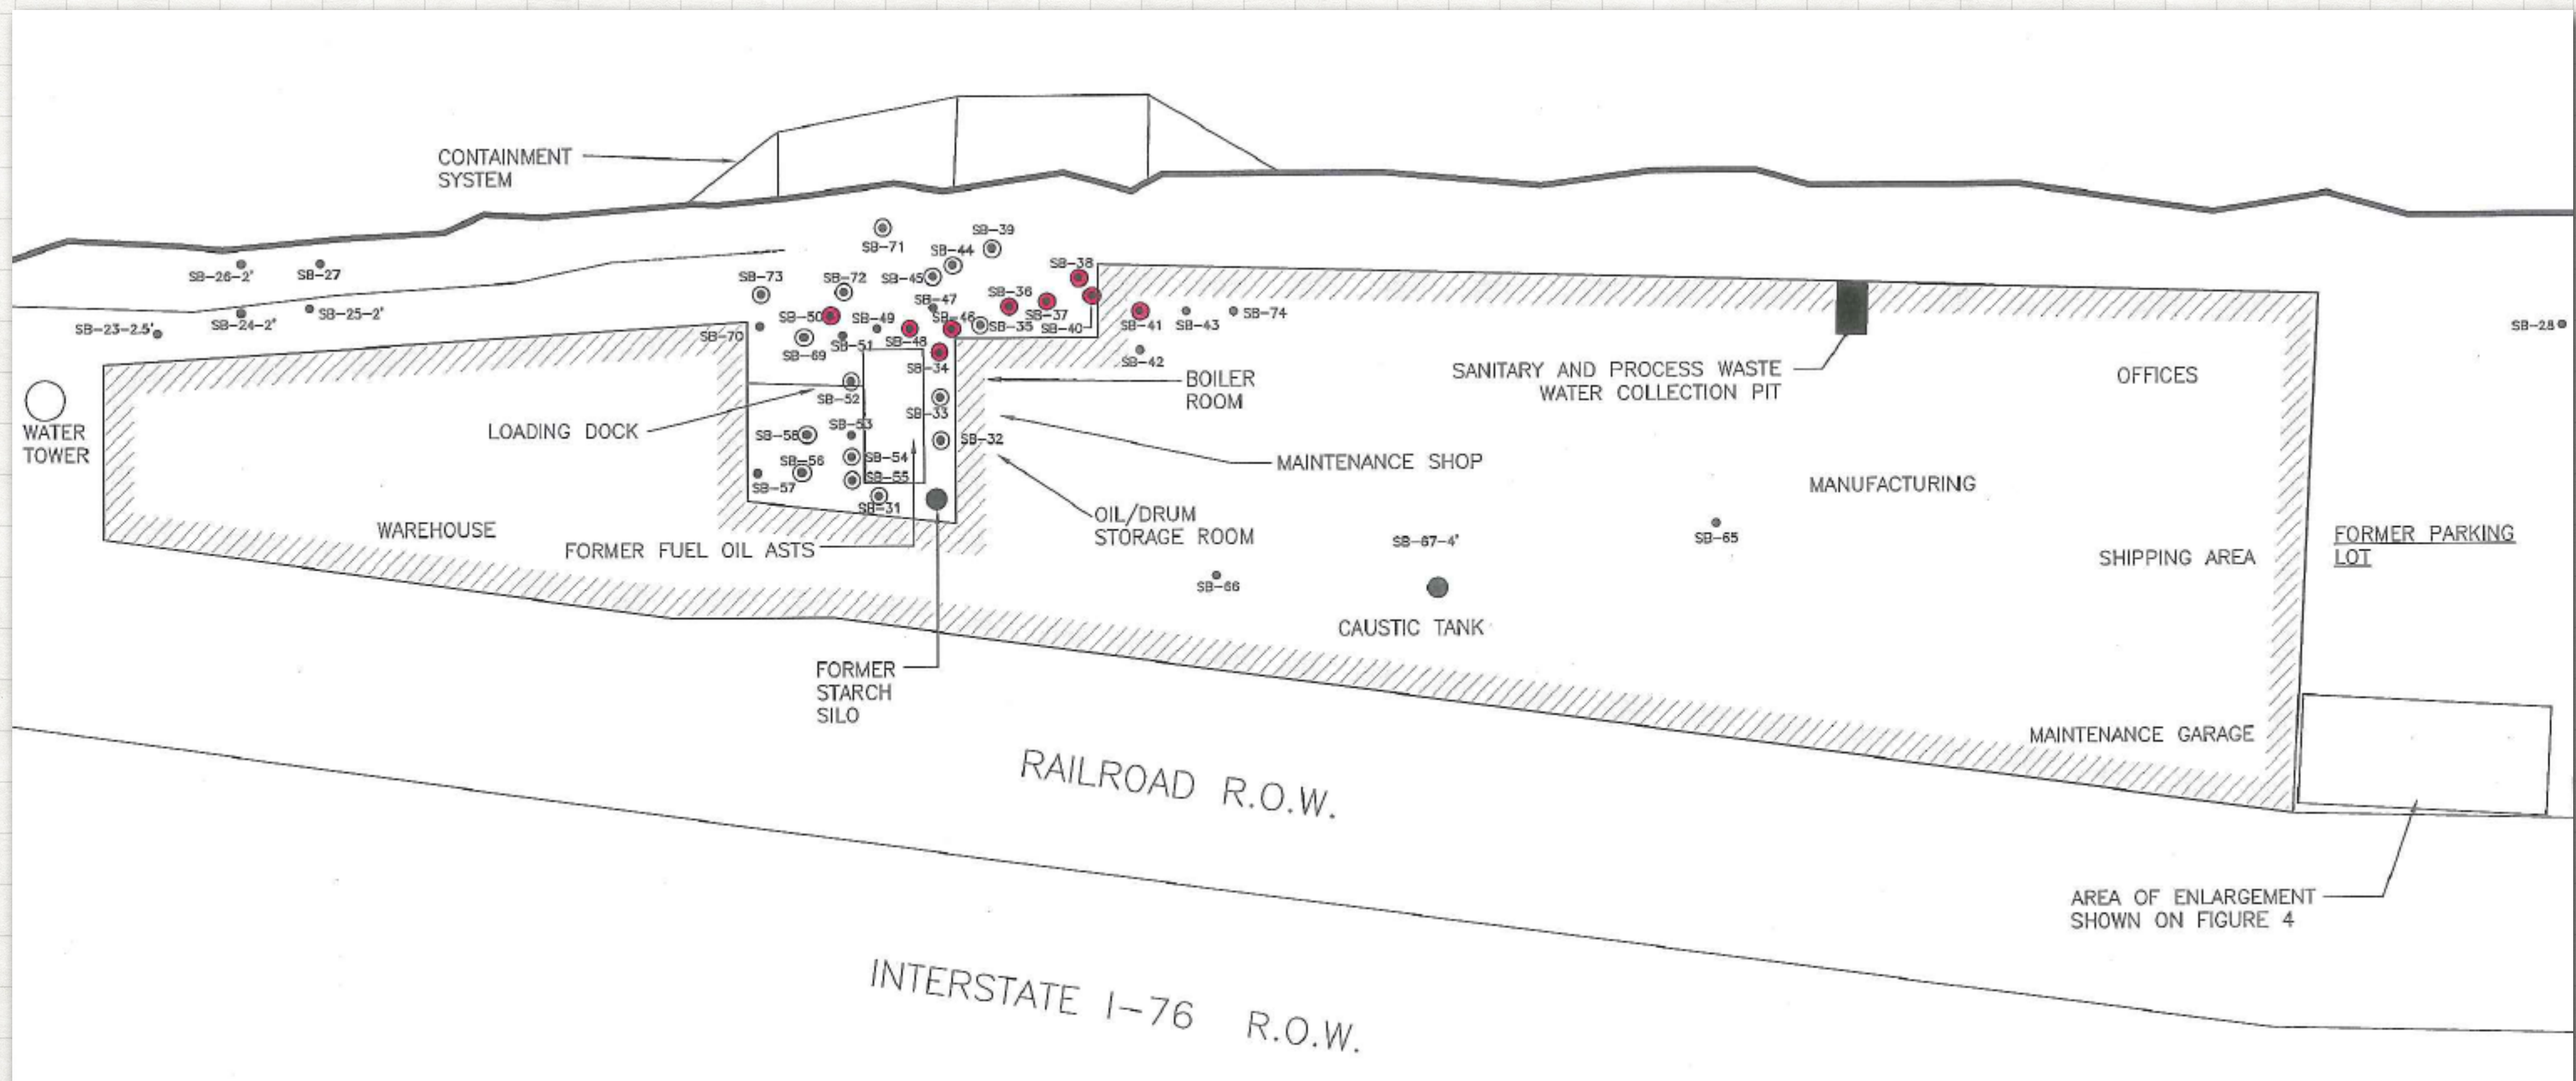 CONTAINMENT
SYSTEM
SB-71
SB-39
SB-44
SB-26-2'
SB-27
SB-73
SB-72
SB-45
SB-38
SB-24-2'
SB-25-2'
SB-23-2.5'
SB-47
SB-36
SB-37
SB-50
SB-49
SB-46
SB-35
SB-40
SB-41
SB-43
SB-74
SB-28
SB-70
SB-69
SB-51
SB-48
SB-42
SB-34
SANITARY AND PROCESS WASTE
WATER COLLECTION PIT
OFFICES
BOILER
ROOM
SB-52
SB-33
WATER
TOWER
LOADING DOCK
SB-58
SB-53
SB-32
SB-56
SB-54
MAINTENANCE SHOP
SB-57
SB-55
MANUFACTURING
SB-31
OIL/DRUM
STORAGE ROOM
WAREHOUSE
FORMER FUEL OIL ASTS
SB-67-4'
SB-65
FORMER PARKING
LOT
SHIPPING AREA
SB-66
CAUSTIC TANK
FORMER
STARCH
SILO
MAINTENANCE GARAGE
RAILROAD R.O.W.
AREA OF ENLARGEMENT
SHOWN ON FIGURE 4
INTERSTATE I-76 R.O.W.